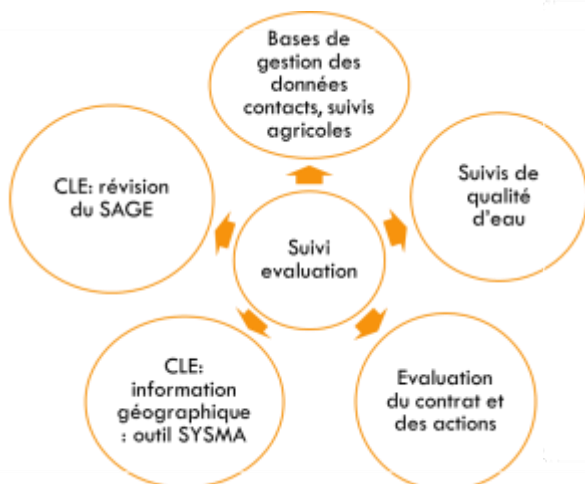 Bases de
gestion des
données
contacts, suivis
agricoles
CLE: révision
du SAGE
Suivis de
qualité
d'eau
Suivi
evaluation
CLE:
information
géographique
: outil SYSMA
Evaluation
du contrat et
des actions